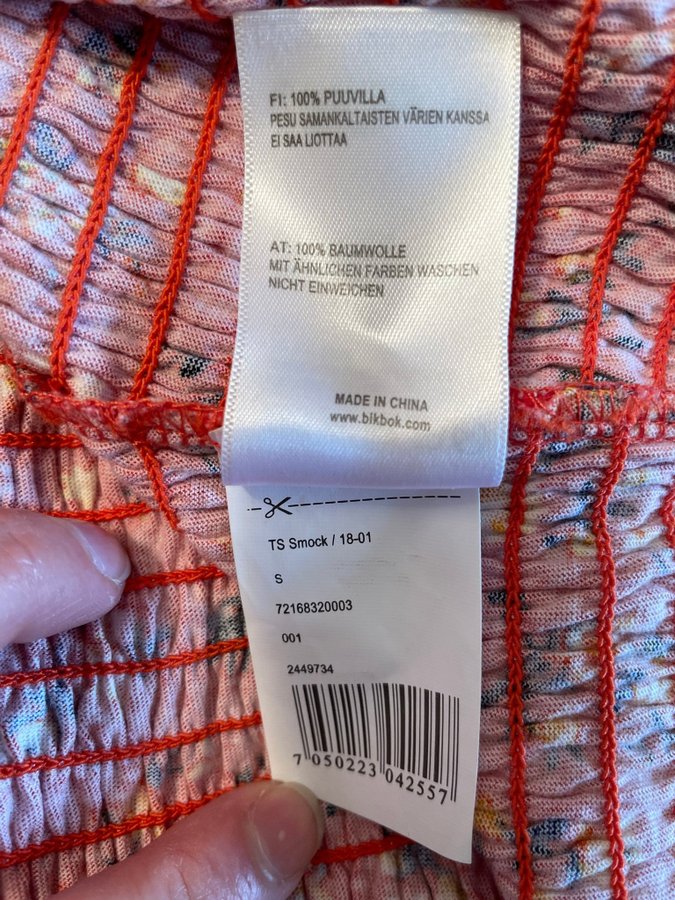 FI: 100% PUUVILLA
PESU SAMANKALTAISTEN VÄRIEN KANSSA
EI SAA LIOTTAA
AT: 100% BAUMWOLLE
MIT ÄHNLICHEN FARBEN WASCHEN
NICHT EINWEICHEN
MADE IN CHINA
www.bikbok.com
TS Smock / 18-01
S
72168320003
001
2449734
7 050223 042557